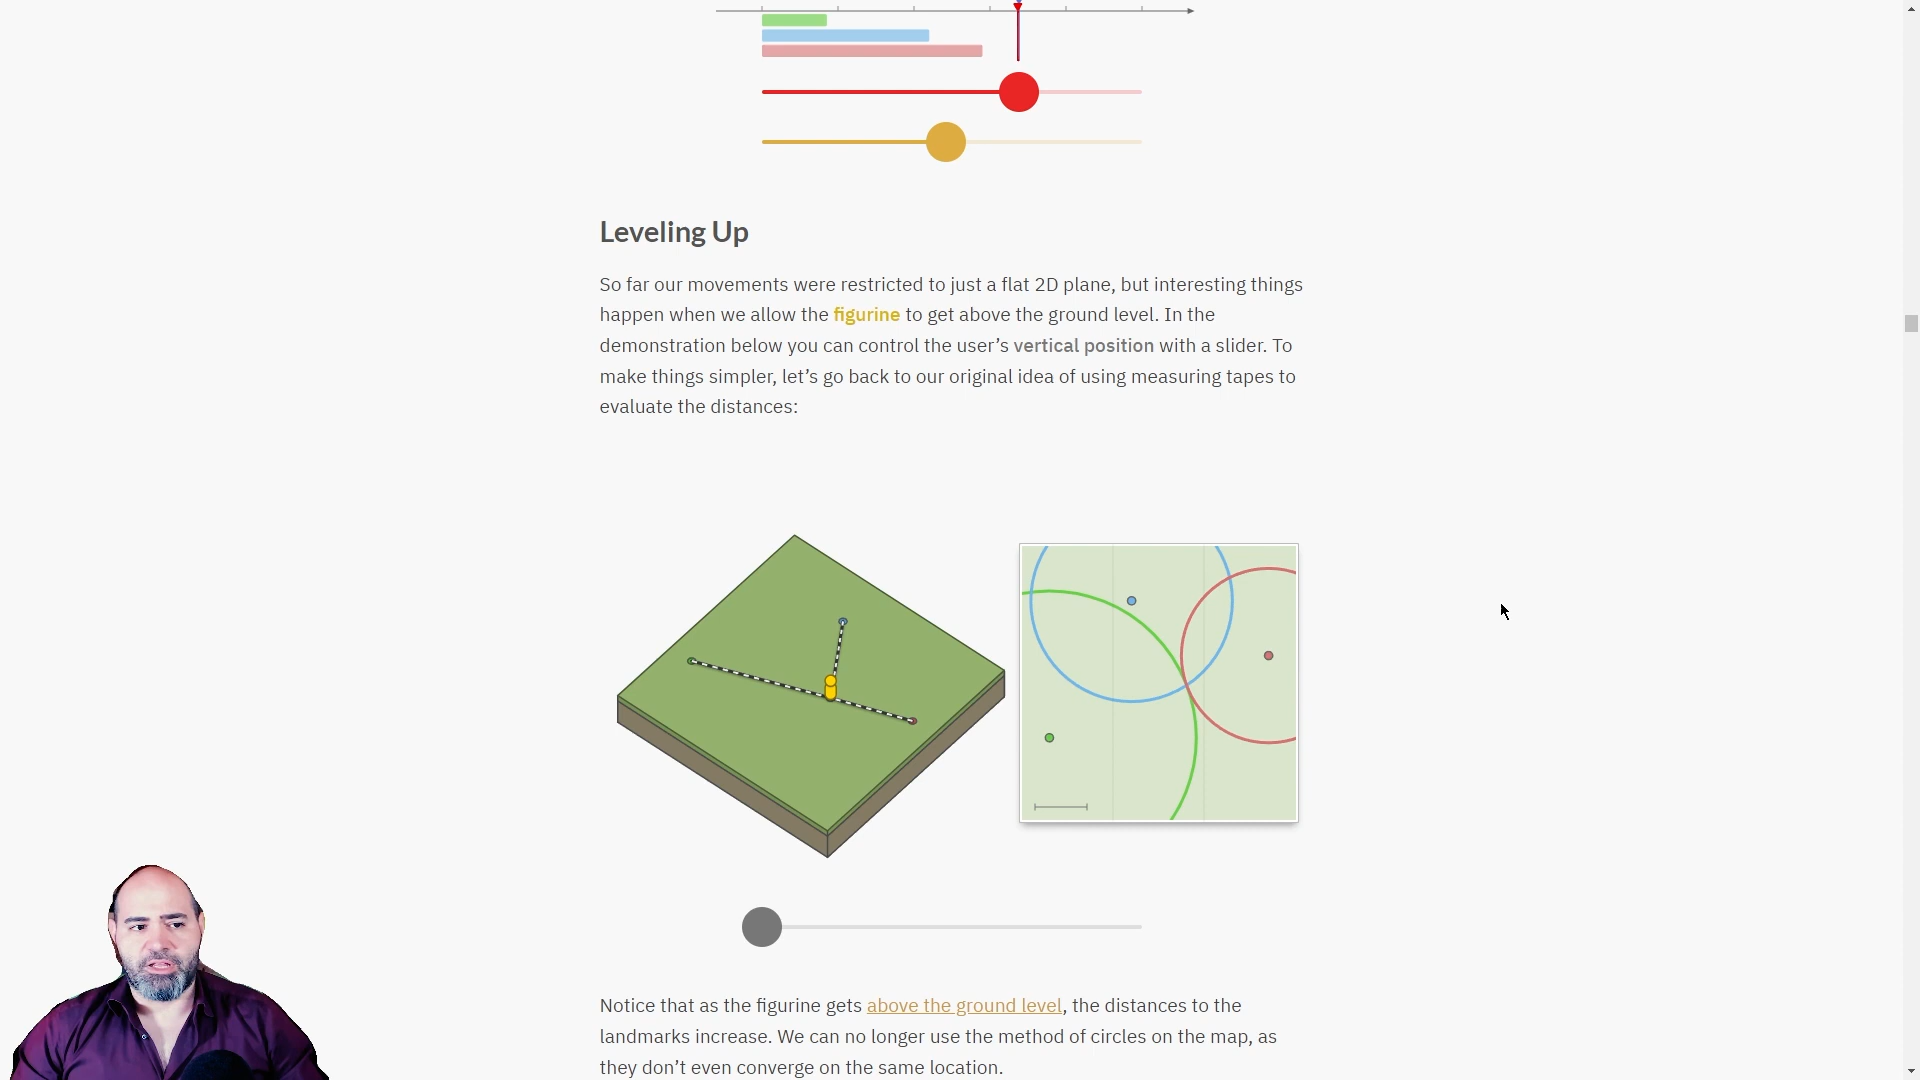 Leveling Up
So far our movements were restricted to just a flat 2D plane, but interesting things
happen when we allow the figurine to get above the ground level. In the
demonstration below you can control the user’s vertical position with a slider. To
make things simpler, let’s go back to our original idea of using measuring tapes to
evaluate the distances:
Notice that as the figurine gets above the ground level, the distances to the
landmarks increase. We can no longer use the method of circles on the map, as
they don’t even converge on the same location.